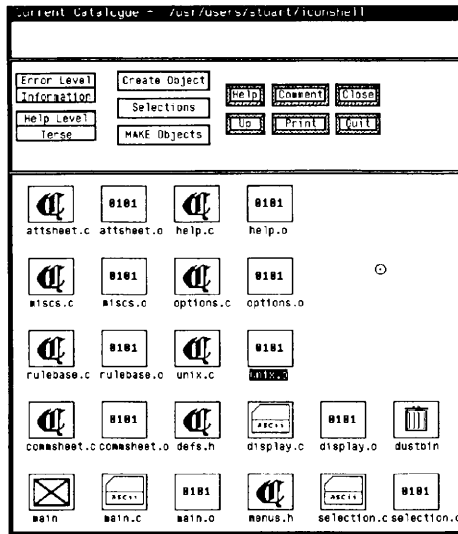 Current Catalogue - /usr/users/stuart/iconshell
Error Level
Information
Help Level
Terse
Create Object
Selections
MAKE Objects
Help Comment Close
Up Print Quit
0101 0101
attsheet.c attsheet.o help.c help.o
0101 0101
miscs.c miscs.o options.c options.o
0101 0101
rulebase.c rulebase.o unix.c unix.o
0101 ASCii 0101
commsheet.c commsheet.o defs.h display.c display.o dustbin
ASCii 0101 ASCii 0101
main main.c main.o menus.h selection.c selection.o